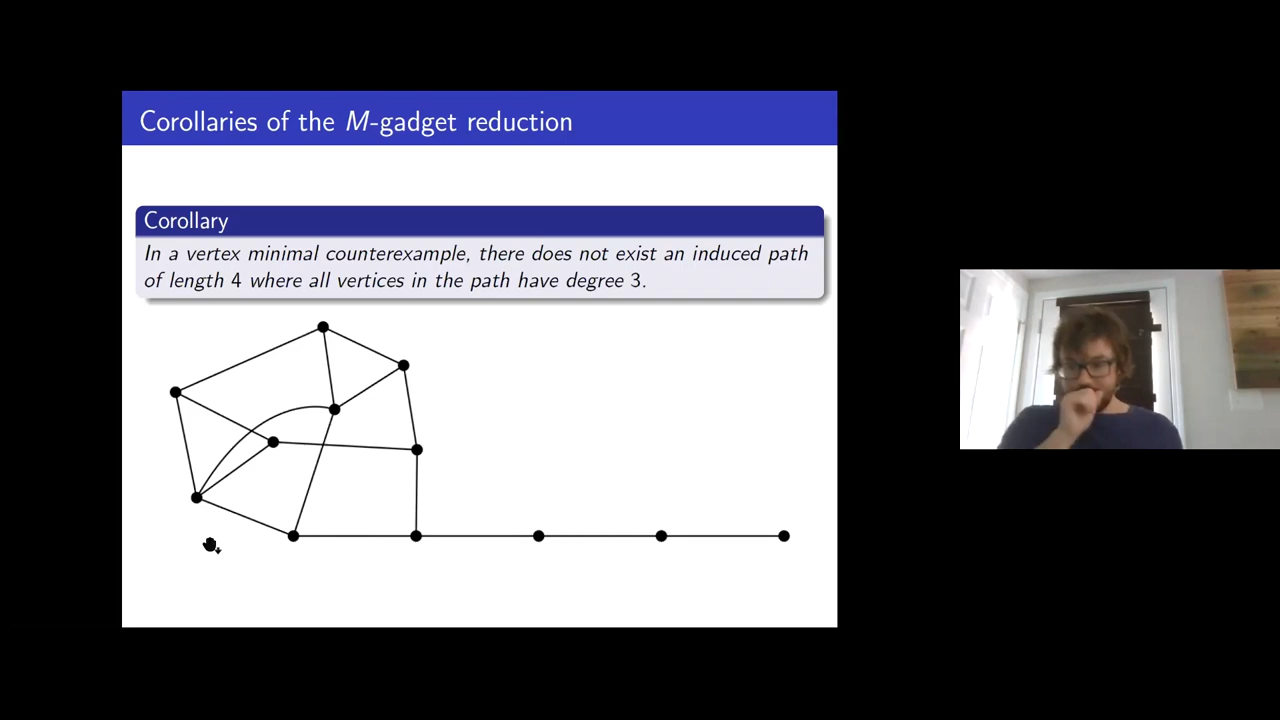 Corollaries of the M-gadget reduction
Corollary
In a vertex minimal counterexample, there does not exist an induced path
of length 4 where all vertices in the path have degree 3.